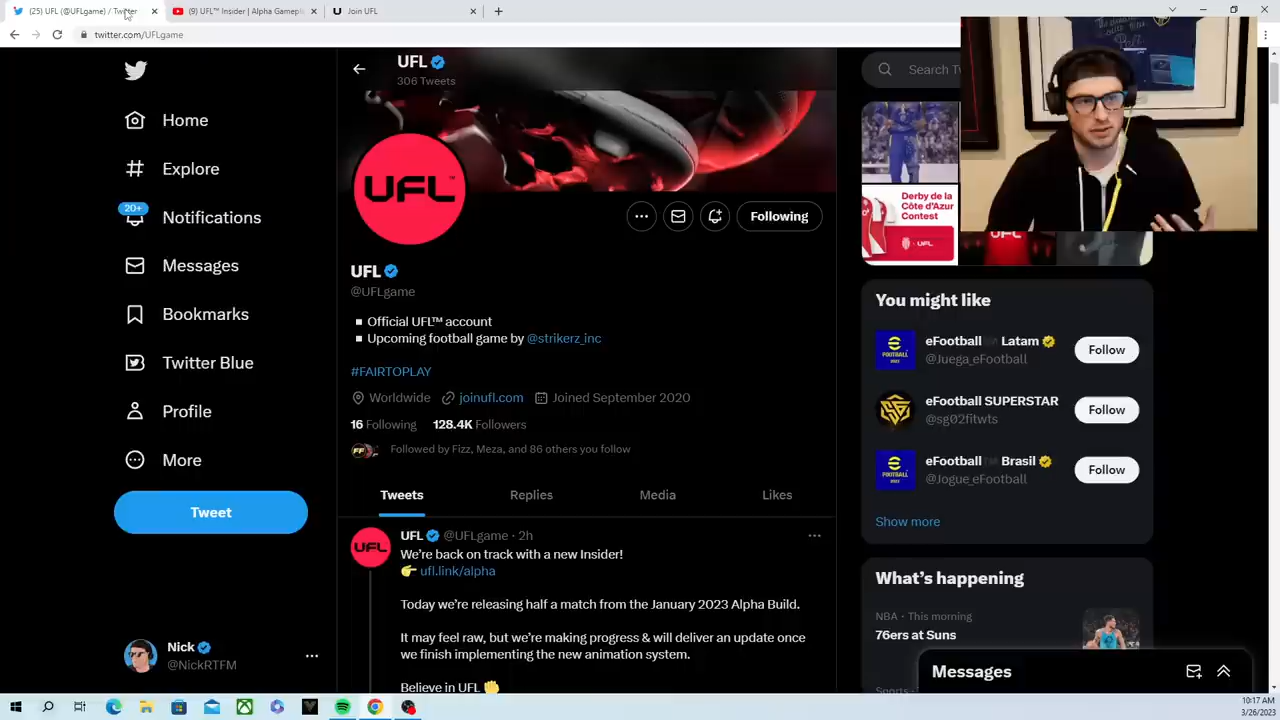 (25) UFL (@UFLgame) / Twitter
(9) UFL™ Insider | Alpha Gamepl
Join UFL
twitter.com/UFLgame
UFL
306 Tweets
Search Tw
Home
Explore
20+
Notifications
Messages
Bookmarks
Twitter Blue
Profile
More
Tweet
Nick
@NickRTFM
UFL™
Following
UFL
@UFLgame
▪ Official UFL™ account
▪ Upcoming football game by @strikerz_inc
#FAIRTOPLAY
Worldwide joinufl.com Joined September 2020
16 Following 128.4K Followers
Followed by Fizz, Meza, and 86 others you follow
Tweets Replies Media Likes
UFL @UFLgame · 2h
We're back on track with a new Insider!
👉 ufl.link/alpha
Today we're releasing half a match from the January 2023 Alpha Build.
It may feel raw, but we're making progress & will deliver an update once
we finish implementing the new animation system.
Believe in UFL ✊
Derby de la
Côte d'Azur
Contest
UFL
UFL
You might like
eFootball™ Latam
@Juega_eFootball
Follow
eFootball SUPERSTAR
@sg02fitwts
Follow
eFootball™ Brasil
@Jogue_eFootball
Follow
Show more
What's happening
NBA · This morning
76ers at Suns
Messages
Sports
10:17 AM
3/26/2023